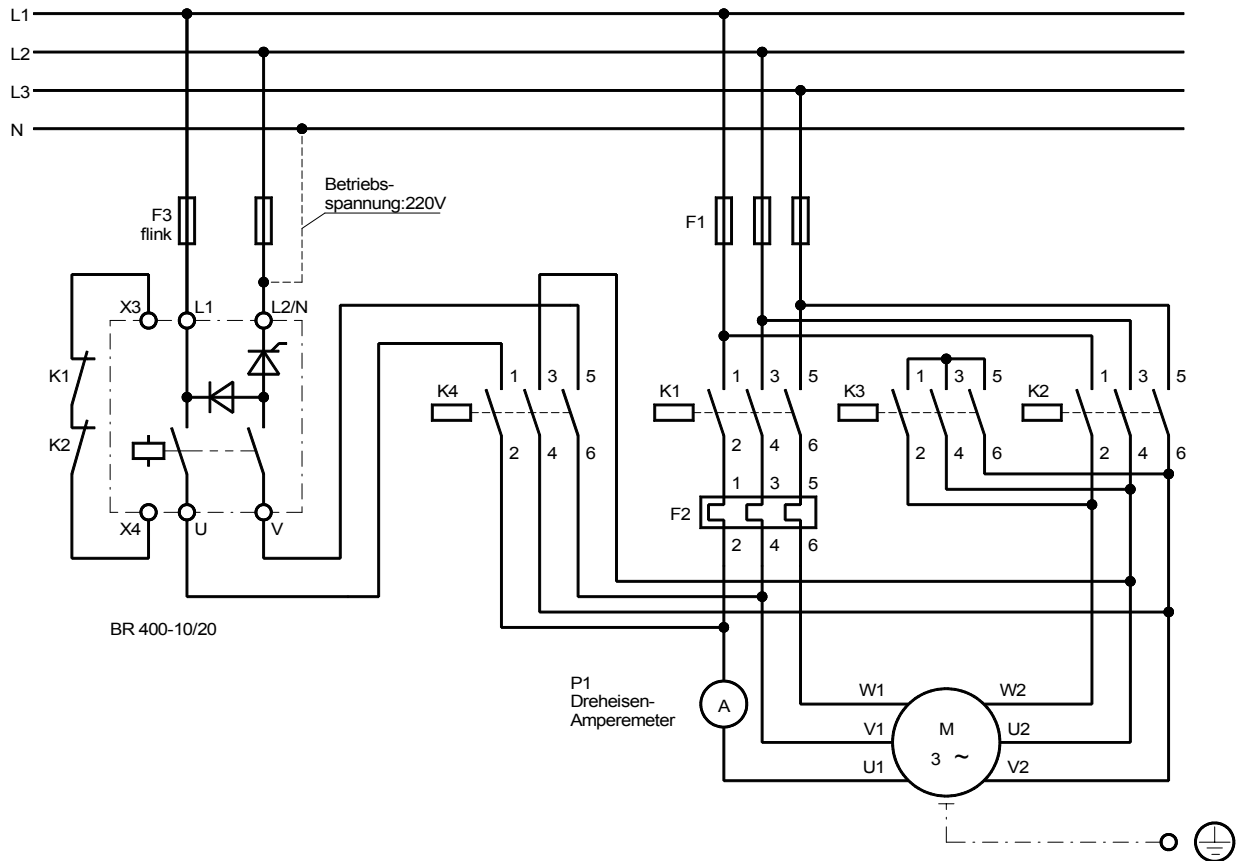 L1
L2
L3
N
Betriebs-
spannung:220V
F3
flink
F1
X3
L1
L2/N
K1
K2
X4
U
V
BR 400-10/20
K4
1 3 5
2 4 6
K1
1 3 5
2 4 6
K3
1 3 5
2 4 6
K2
1 3 5
2 4 6
F2
1 3 5
2 4 6
P1
Dreheisen-
Amperemeter
A
W1
V1
U1
M
3 ~
W2
U2
V2